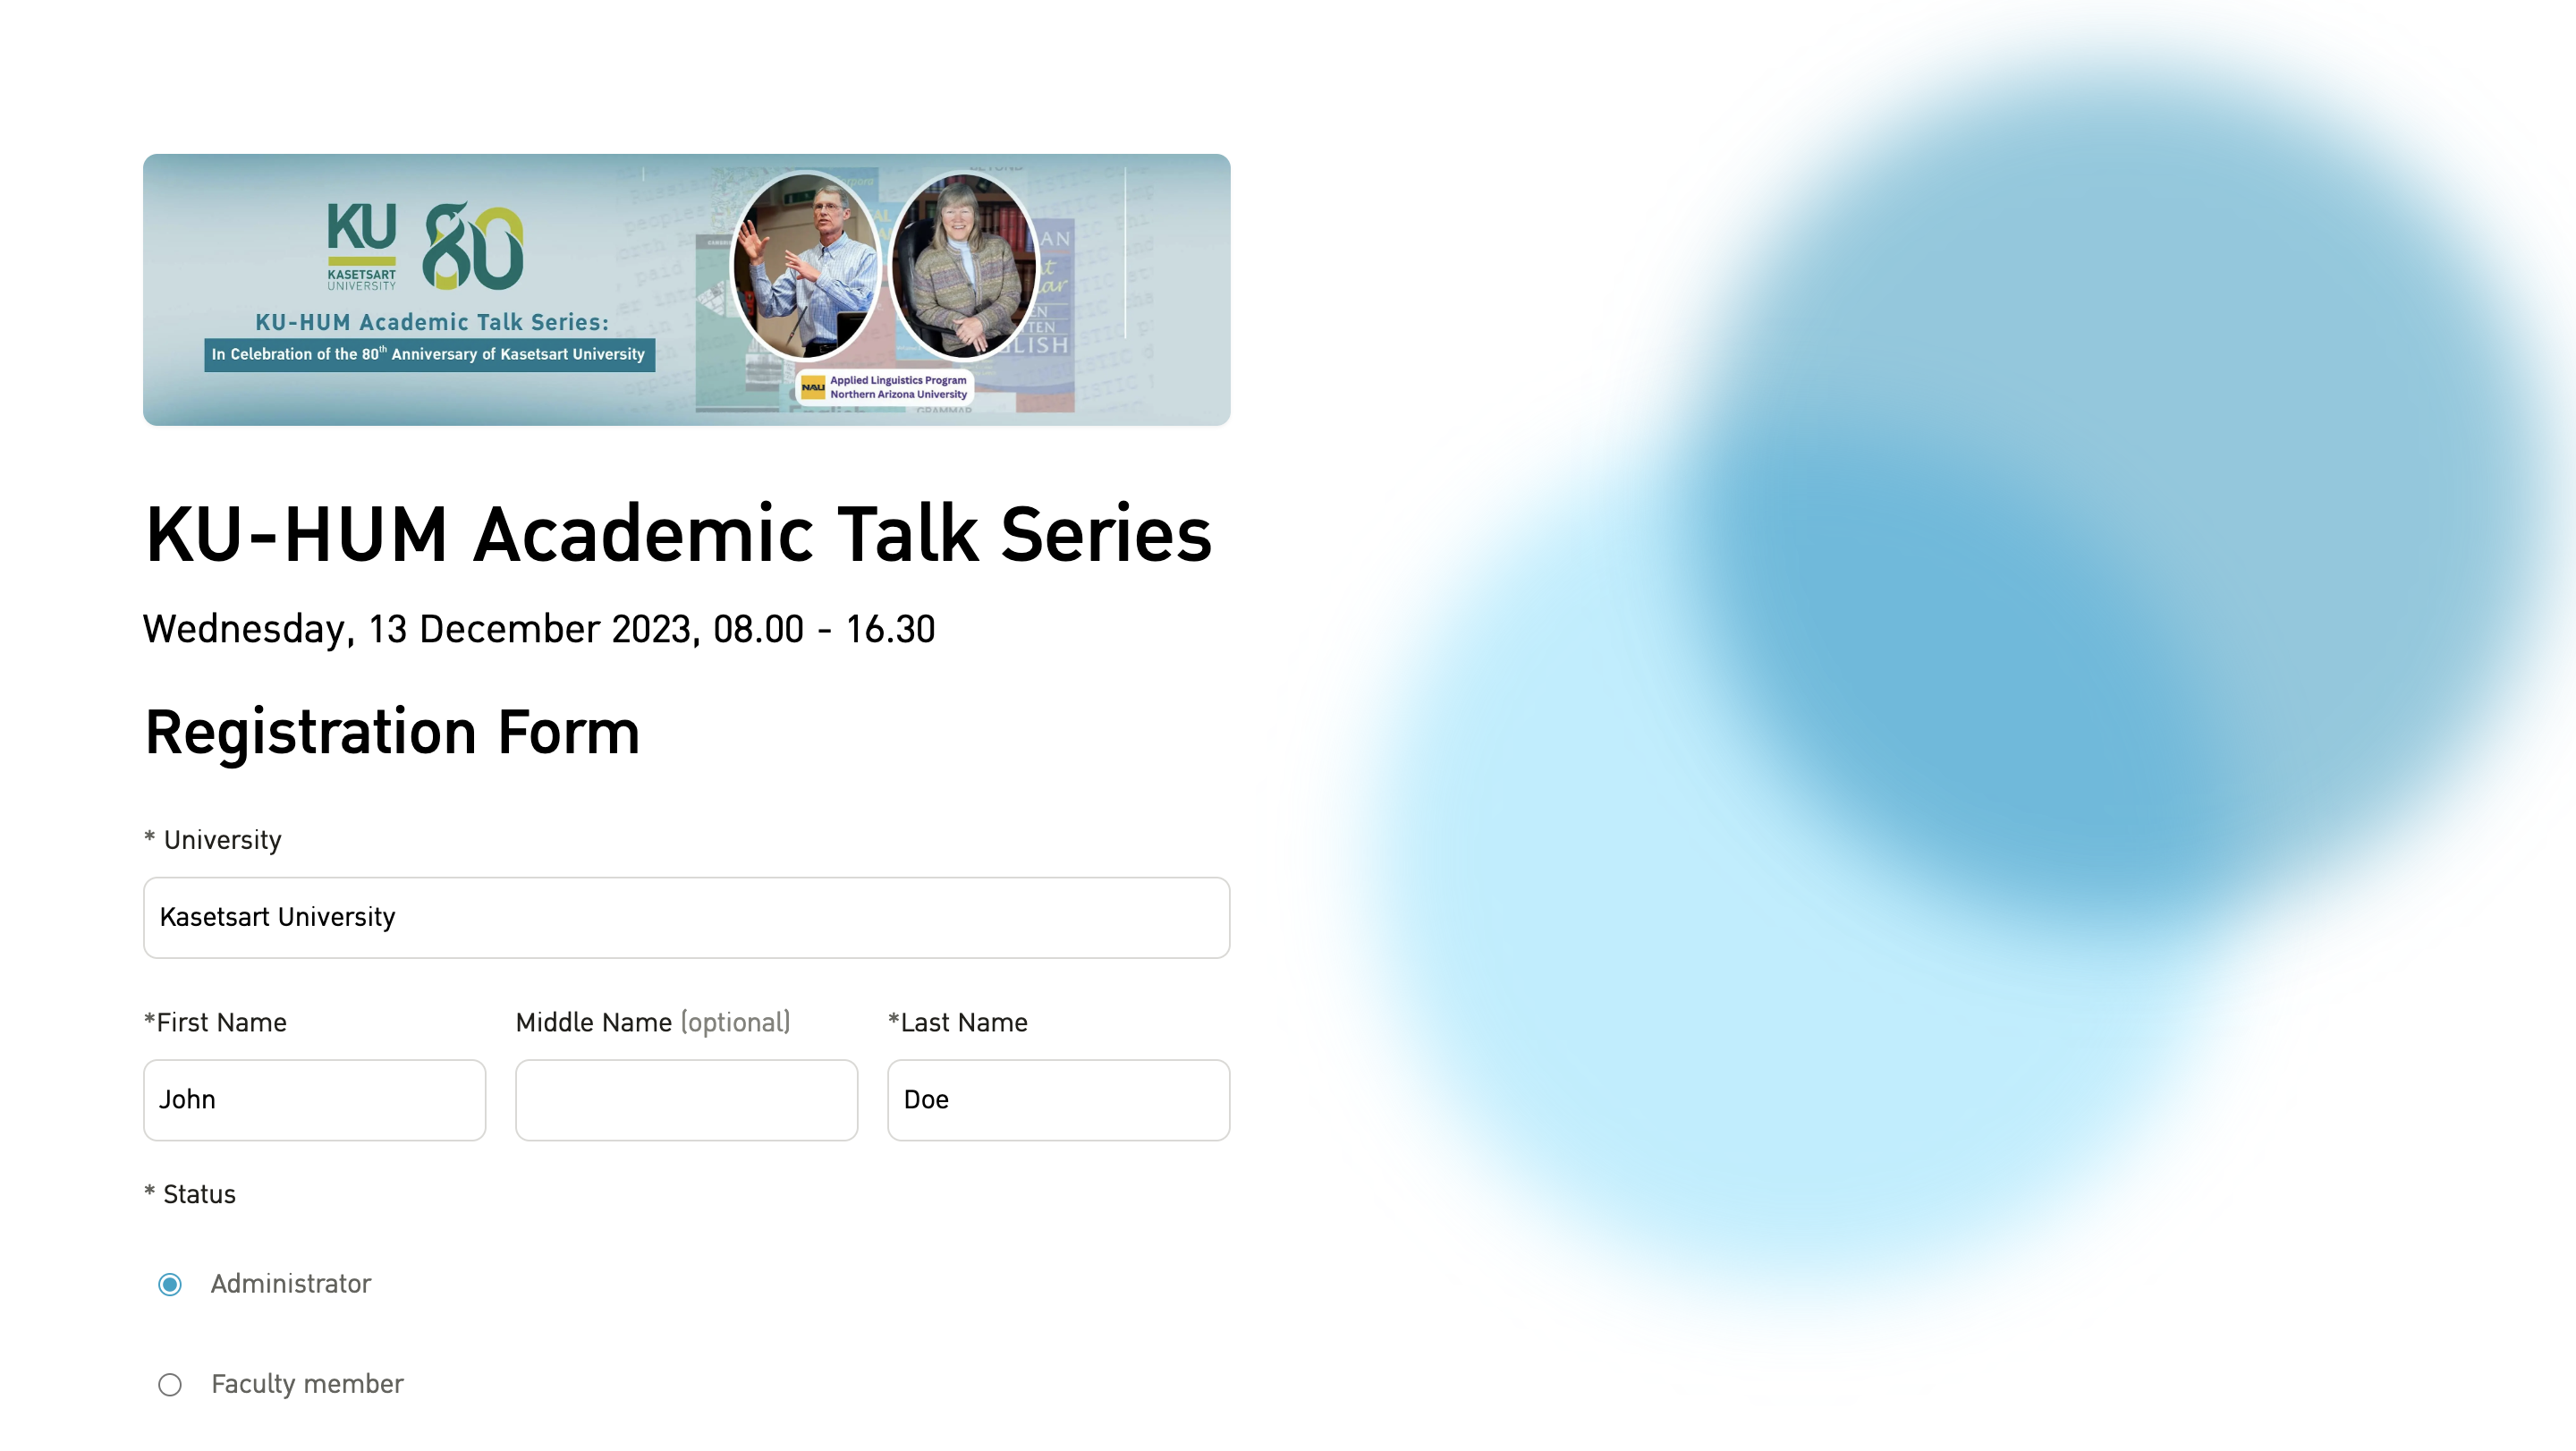 KU
KASETSART
UNIVERSITY
80
KU-HUM Academic Talk Series:
In Celebration of the 80th Anniversary of Kasetsart University
NAU
Applied Linguistics Program
Northern Arizona University
KU-HUM Academic Talk Series
Wednesday, 13 December 2023, 08.00 - 16.30
Registration Form
* University
Kasetsart University
*First Name
Middle Name (optional)
*Last Name
John
Doe
* Status
Administrator
Faculty member